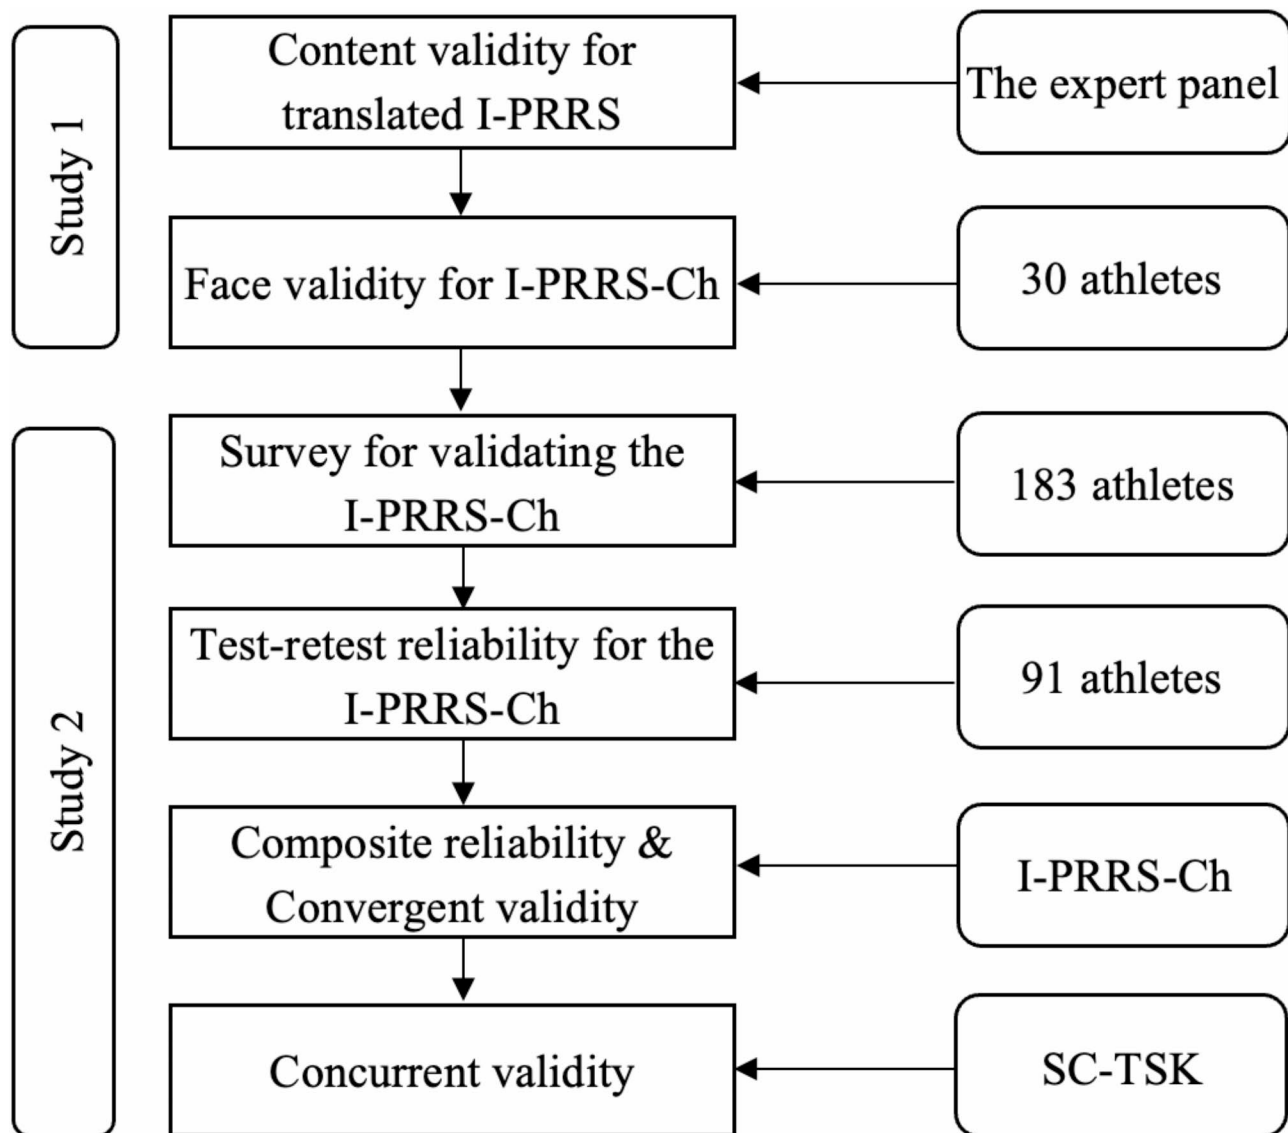 Study 1
Content validity for
translated I-PRRS
The expert panel
Face validity for I-PRRS-Ch
30 athletes
Study 2
Survey for validating the
I-PRRS-Ch
183 athletes
Test-retest reliability for the
I-PRRS-Ch
91 athletes
Composite reliability &
Convergent validity
I-PRRS-Ch
Concurrent validity
SC-TSK